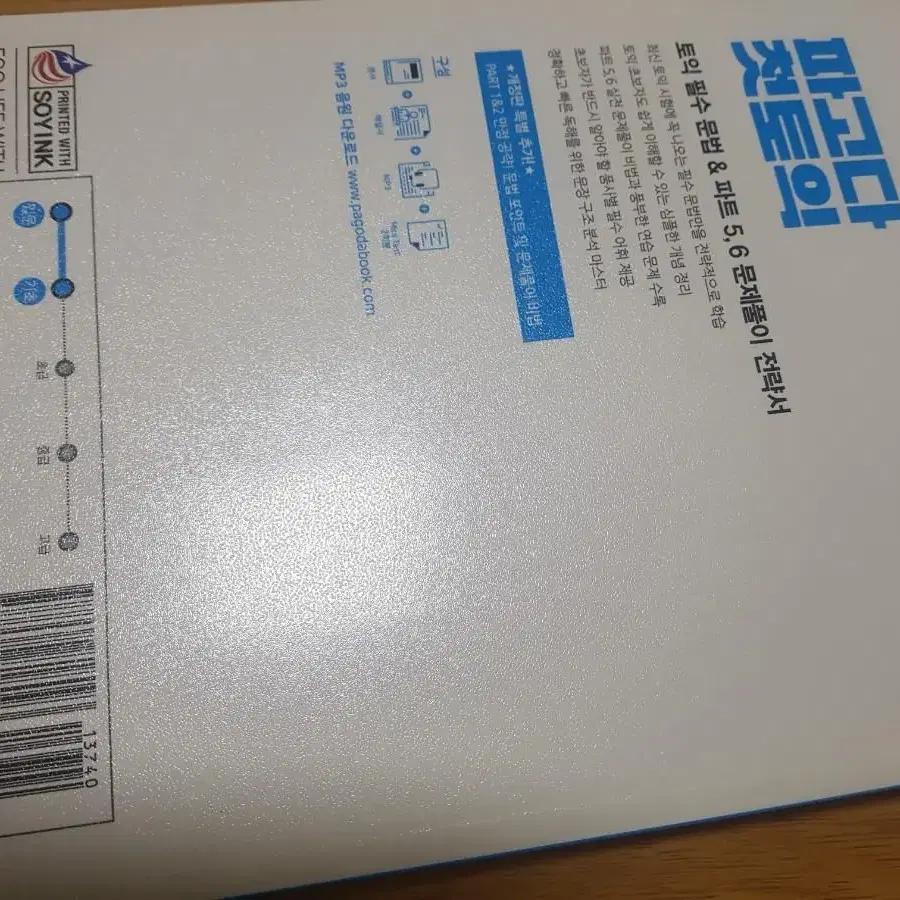 파고다
첫토익
토익 필수 문법 & 파트 5, 6 문제풀이 전략서
최신 토익 시험에 꼭 나오는 필수 문법만을 전략적으로 학습
토익 초보자도 쉽게 이해할 수 있는 심플한 개념 정리
파트 5, 6 실전 문제풀이 비법과 풍부한 연습 문제 수록
초보자가 반드시 알아야 할 품사별 필수 어휘 제공
정확하고 빠른 독해를 위한 문장 구조 분석 마스터
★ 개정판 특별 추가! ★
PART 1&2 만점 공략! 문법 포인트 및 문제풀이 비법
구성
MP3
MP3 음원 다운로드 www.pagodabook.com
PRINTED WITH
SOY INK
입문
기초
초급
중급
고급
13740